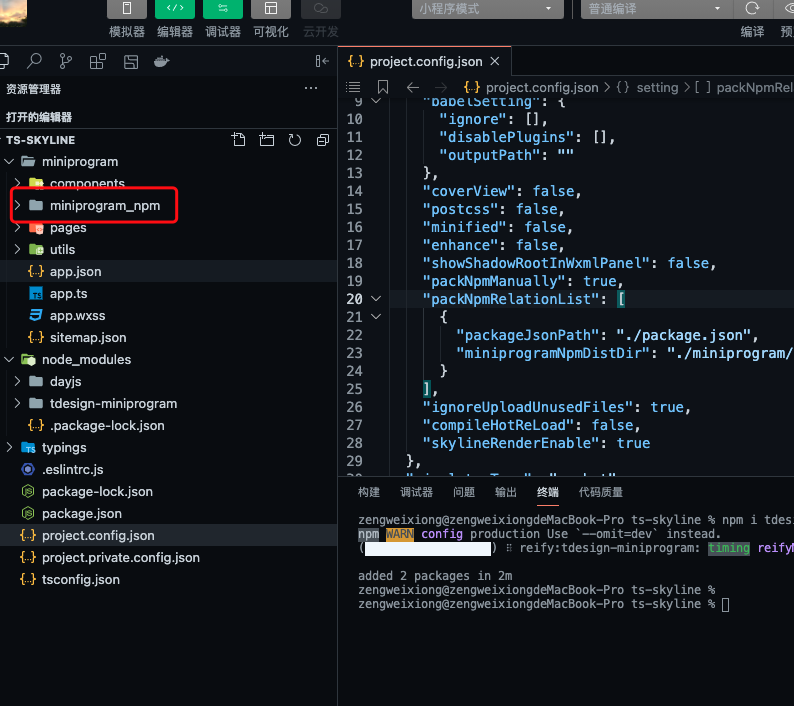 小程序模式
普通编译
模拟器 编辑器 调试器 可视化 云开发
编译
资源管理器
打开的编辑器
TS-SKYLINE
miniprogram
components
miniprogram_npm
pages
utils
app.json
app.ts
app.wxss
sitemap.json
node_modules
dayjs
tdesign-miniprogram
.package-lock.json
typings
.eslintrc.js
package-lock.json
package.json
project.config.json
project.private.config.json
tsconfig.json
project.config.json
project.config.json > {} setting > [ ] packNpmRel
9 "babelSetting": {
10 "ignore": [],
11 "disablePlugins": [],
12 "outputPath": ""
13 },
14 "coverView": false,
15 "postcss": false,
16 "minified": false,
17 "enhance": false,
18 "showShadowRootInWxmlPanel": false,
19 "packNpmManually": true,
20 "packNpmRelationList": [
21 {
22 "packageJsonPath": "./package.json",
23 "miniprogramNpmDistDir": "./miniprogram/
24 }
25 ],
26 "ignoreUploadUnusedFiles": true,
27 "compileHotReLoad": false,
28 "skylineRenderEnable": true
29 },
构建 调试器 问题 输出 终端 代码质量
zengweixiong@zengweixiongdeMacBook-Pro ts-skyline % npm i tdes
npm WARN config production Use `--omit=dev` instead.
( ) ⠇ reify:tdesign-miniprogram: timing reify
added 2 packages in 2m
zengweixiong@zengweixiongdeMacBook-Pro ts-skyline %
zengweixiong@zengweixiongdeMacBook-Pro ts-skyline %